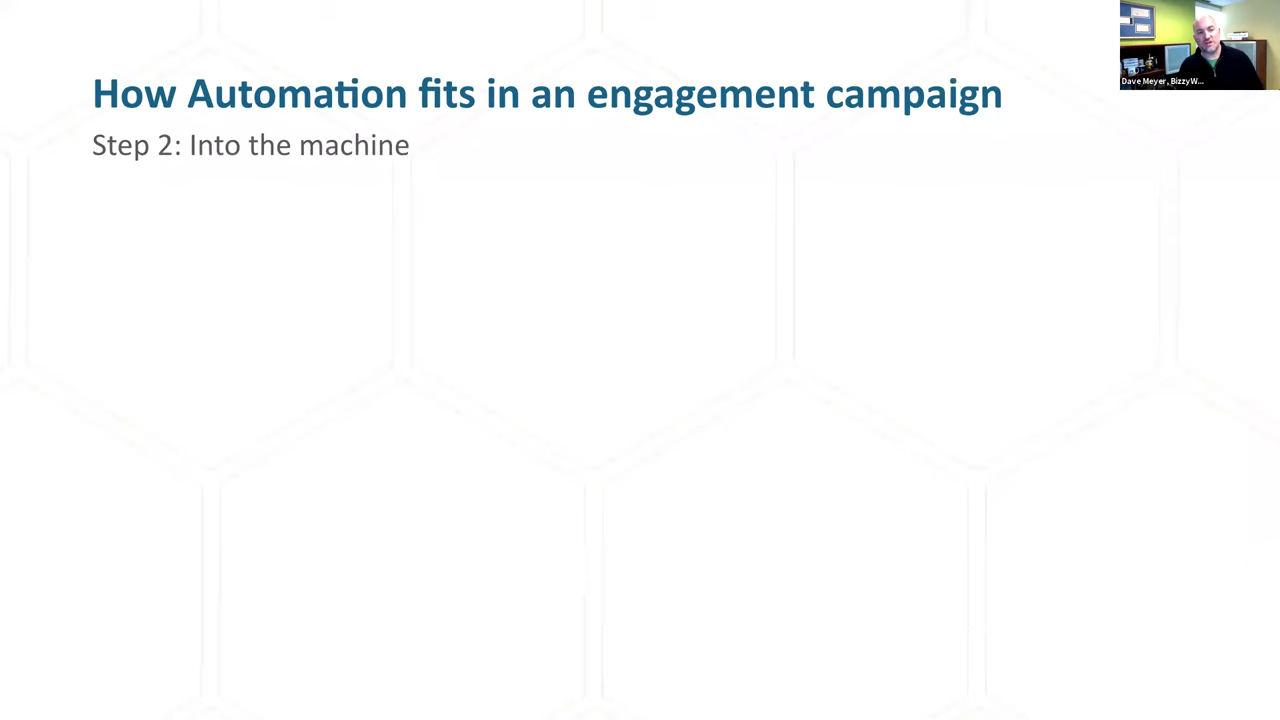 How Automation fits in an engagement campaign
Step 2: Into the machine
Dave Meyer, BizzyW...